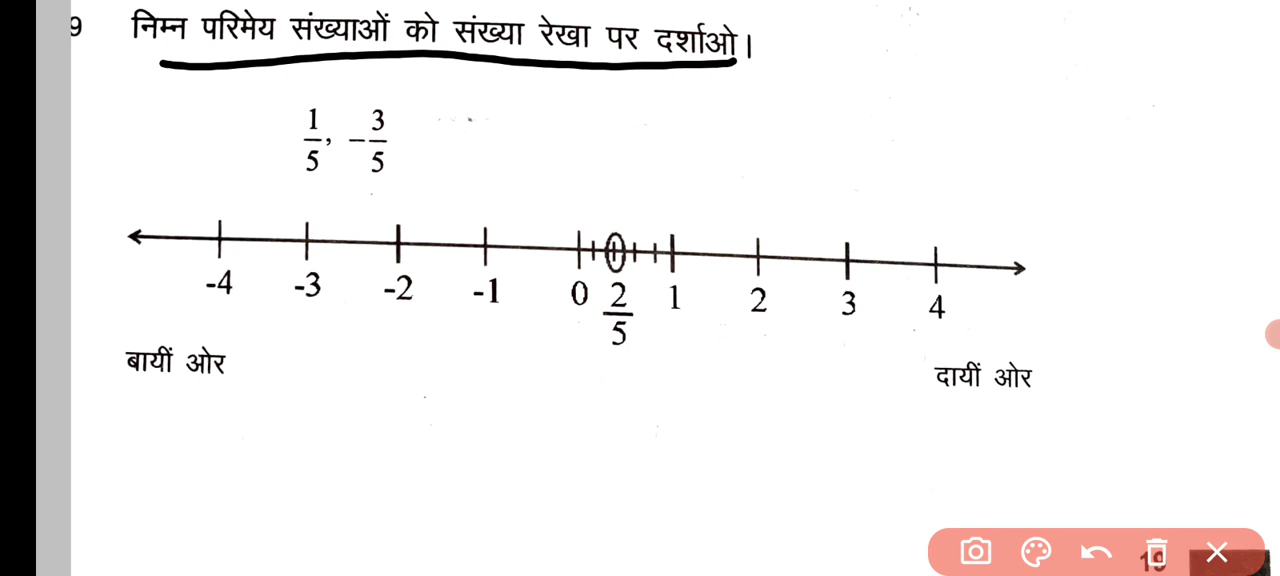 9 निम्न परिमेय संख्याओं को संख्या रेखा पर दर्शाओ।
1/5, -3/5
-4 -3 -2 -1 0 2/5 1 2 3 4
बायीं ओर दायीं ओर
19